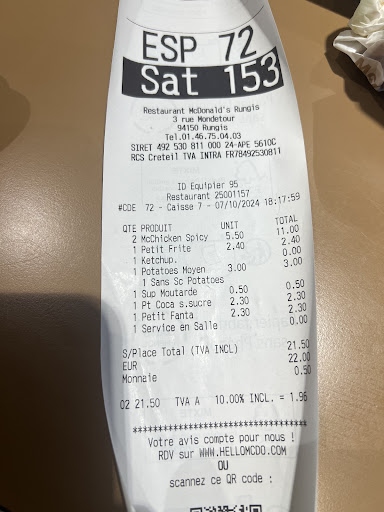 ESP 72
Sat 153
Restaurant McDonald's Rungis
3 rue Mondetour
94150 Rungis
Tel.01.46.75.04.03
SIRET 492 530 811 000 24-APE 5610C
RCS Creteil TVA INTRA FR78492530811
ID Equipier 95
Restaurant 25001157
#CDE 72 - Caisse 7 - 07/10/2024 18:17:59
QTE PRODUIT UNIT TOTAL
2 McChicken Spicy 5.50 11.00
1 Petit Frite 2.40 2.40
1 Ketchup. 0.00
1 Potatoes Moyen 3.00 3.00
1 Sans Sc Potatoes
1 Sup Moutarde 0.50 0.50
1 Pt Coca s.sucre 2.30 2.30
1 Petit Fanta 2.30 2.30
1 Service en Salle 0.00
S/Place Total (TVA INCL) 21.50
EUR 22.00
Monnaie 0.50
02 21.50 TVA A 10.00% INCL. = 1.96
****************************************
Votre avis compte pour nous !
RDV sur WWW.HELLOMCDO.COM
OU
scannez ce QR code :